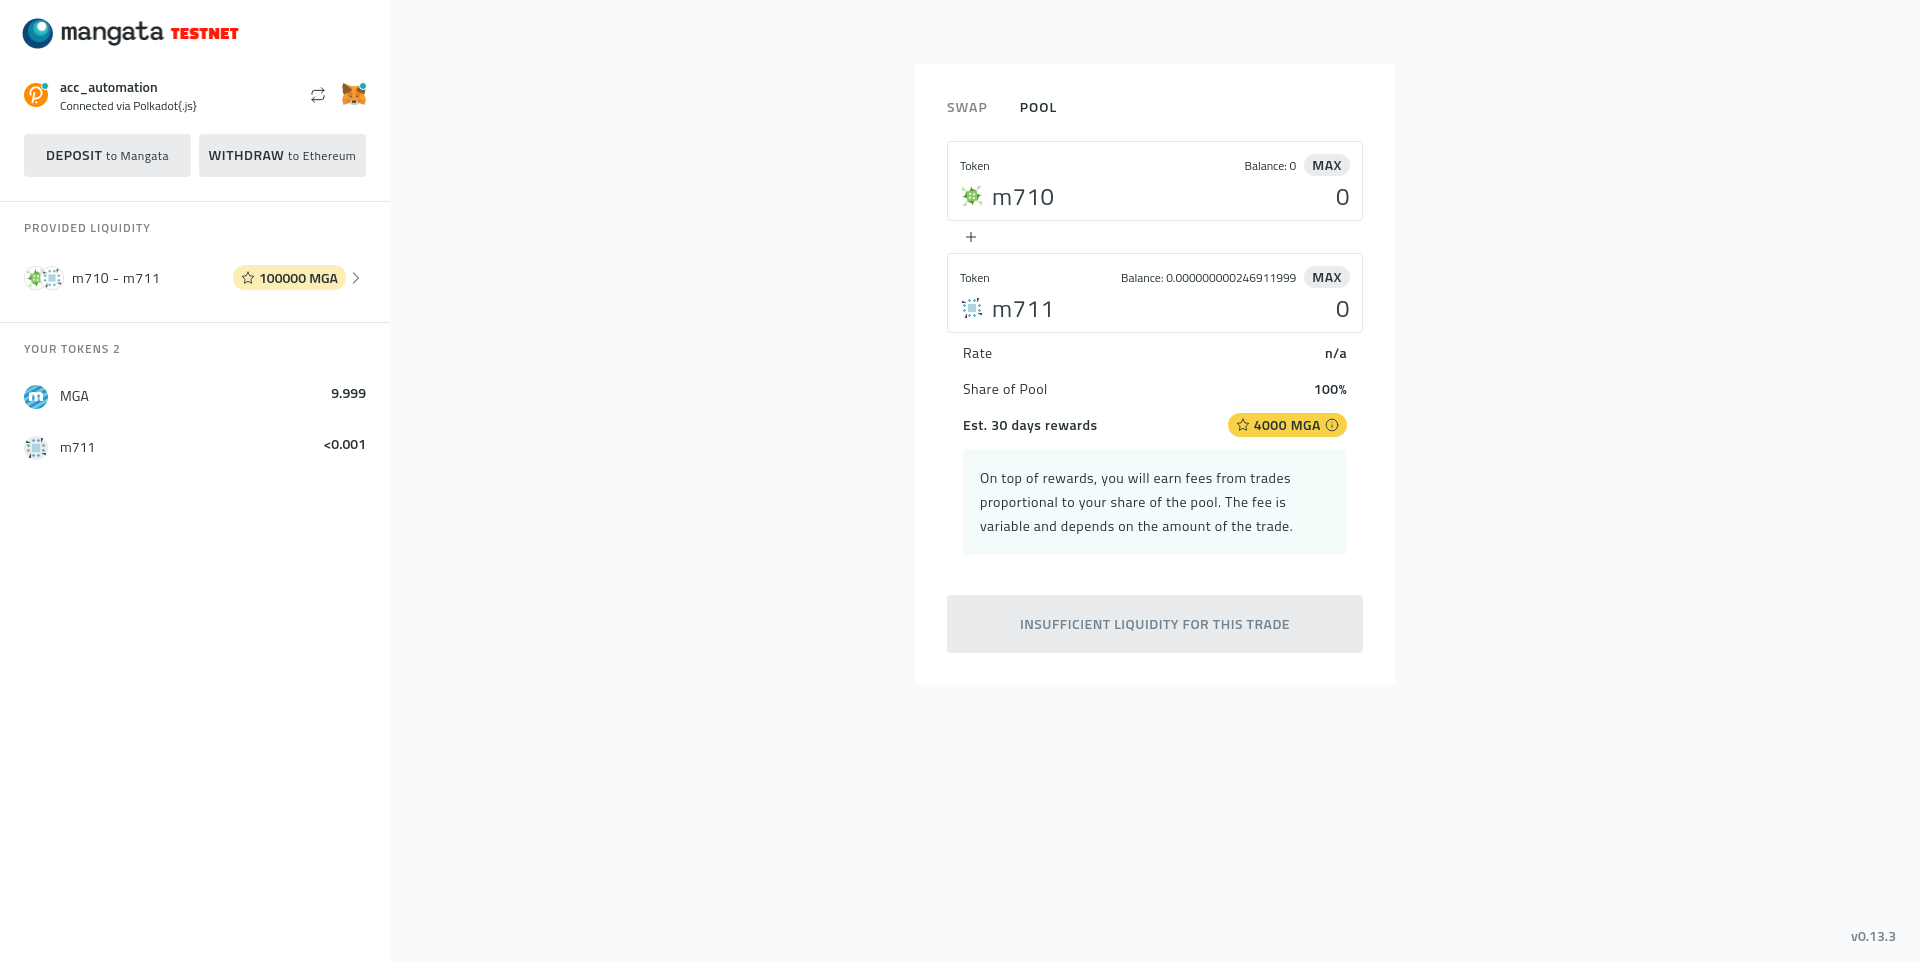 mangata TESTNET
acc_automation
Connected via Polkadot{.js}
DEPOSIT to Mangata
WITHDRAW to Ethereum
PROVIDED LIQUIDITY
m710 - m711
100000 MGA
YOUR TOKENS 2
MGA
9.999
m711
<0.001
SWAP
POOL
Token
Balance: 0
MAX
m710
0
+
Token
Balance: 0.000000000246911999
MAX
m711
0
Rate
n/a
Share of Pool
100%
Est. 30 days rewards
4000 MGA
On top of rewards, you will earn fees from trades
proportional to your share of the pool. The fee is
variable and depends on the amount of the trade.
INSUFFICIENT LIQUIDITY FOR THIS TRADE
v0.13.3